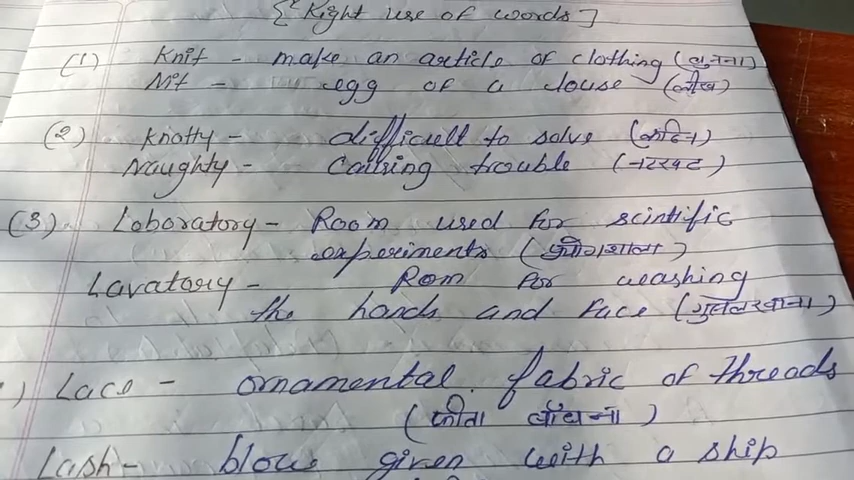 [" Right use of words]
(1) Knit - make an article of clothing (बुनना)
Nit - egg of a louse (लीख)
(2) Knotty - difficult to solve (कठिन)
Naughty - Causing trouble (नटखट)
(3) Loboratory - Room used for scintific
experiments (प्रयोगशाला)
Lavatory - Rom for washing
the hands and face (गुसलखाना)
) Lace - ornamental fabric of threads
(फीता बाँधना)
Lash - blow given with a ship